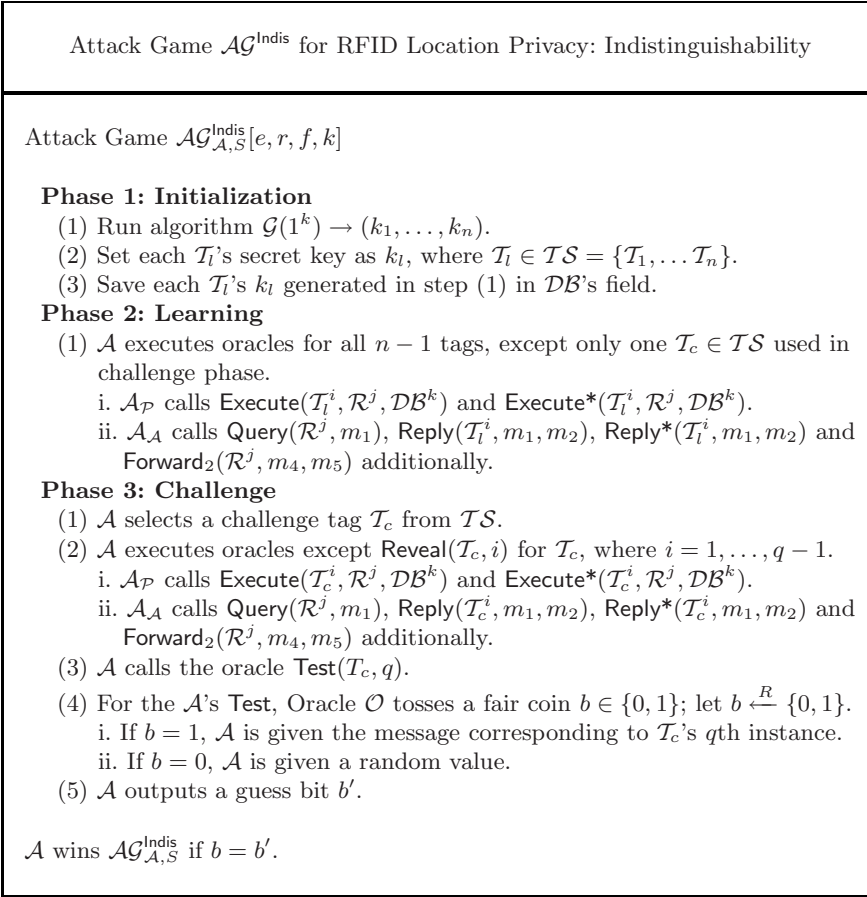 Attack Game 𝒜𝒢^Indis for RFID Location Privacy: Indistinguishability
Attack Game 𝒜𝒢^Indis_𝒜,S[e, r, f, k]
Phase 1: Initialization
(1) Run algorithm 𝒢(1^k) → (k_1, . . . , k_n).
(2) Set each 𝒯_l's secret key as k_l, where 𝒯_l ∈ 𝒯𝒮 = {𝒯_1, . . . 𝒯_n}.
(3) Save each 𝒯_l's k_l generated in step (1) in 𝒟ℬ's field.
Phase 2: Learning
(1) 𝒜 executes oracles for all n − 1 tags, except only one 𝒯_c ∈ 𝒯𝒮 used in
challenge phase.
i. 𝒜_𝒫 calls Execute(𝒯_l^i, ℛ^j, 𝒟ℬ^k) and Execute*(𝒯_l^i, ℛ^j, 𝒟ℬ^k).
ii. 𝒜_𝒜 calls Query(ℛ^j, m_1), Reply(𝒯_l^i, m_1, m_2), Reply*(𝒯_l^i, m_1, m_2) and
Forward_2(ℛ^j, m_4, m_5) additionally.
Phase 3: Challenge
(1) 𝒜 selects a challenge tag 𝒯_c from 𝒯𝒮.
(2) 𝒜 executes oracles except Reveal(𝒯_c, i) for 𝒯_c, where i = 1, . . . , q − 1.
i. 𝒜_𝒫 calls Execute(𝒯_c^i, ℛ^j, 𝒟ℬ^k) and Execute*(𝒯_c^i, ℛ^j, 𝒟ℬ^k).
ii. 𝒜_𝒜 calls Query(ℛ^j, m_1), Reply(𝒯_c^i, m_1, m_2), Reply*(𝒯_c^i, m_1, m_2) and
Forward_2(ℛ^j, m_4, m_5) additionally.
(3) 𝒜 calls the oracle Test(T_c, q).
(4) For the 𝒜's Test, Oracle 𝒪 tosses a fair coin b ∈ {0, 1}; let b ←^R {0, 1}.
i. If b = 1, 𝒜 is given the message corresponding to 𝒯_c's qth instance.
ii. If b = 0, 𝒜 is given a random value.
(5) 𝒜 outputs a guess bit b′.
𝒜 wins 𝒜𝒢^Indis_𝒜,S if b = b′.